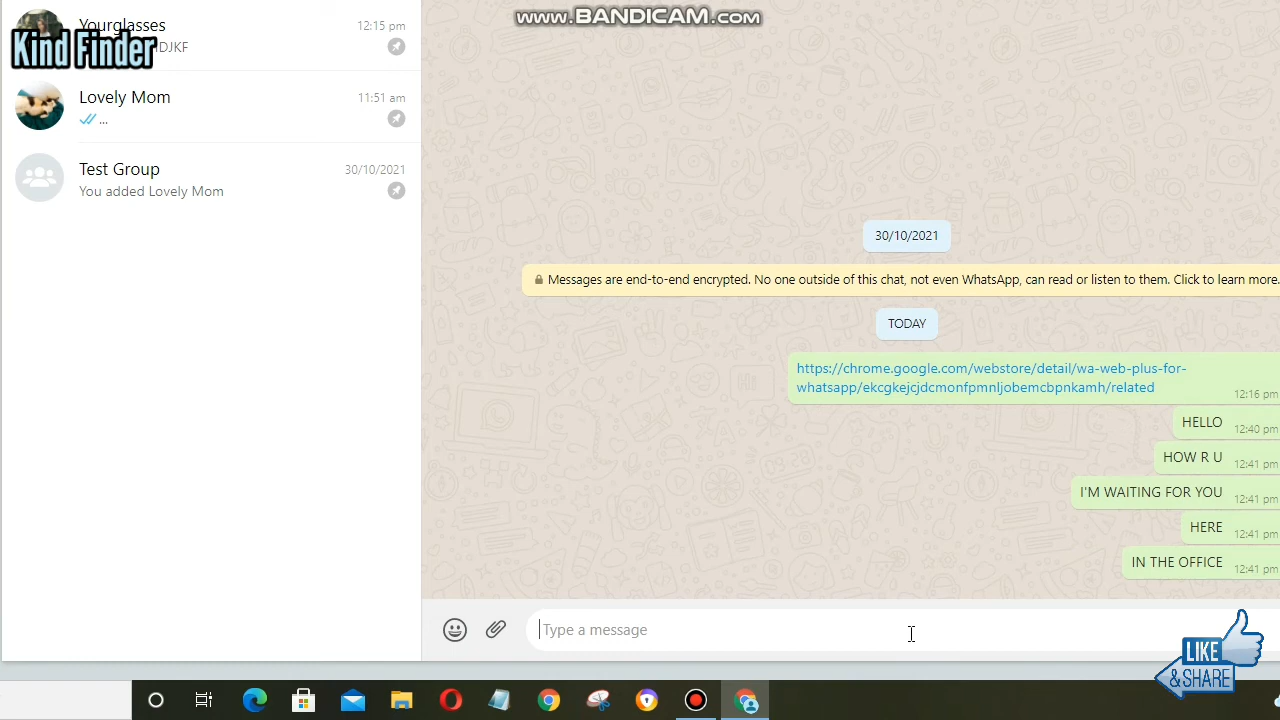 www.BANDICAM.com
Yourglasses
12:15 pm
Kind Finder
DJKF
Lovely Mom
11:51 am
...
Test Group
30/10/2021
You added Lovely Mom
30/10/2021
Messages are end-to-end encrypted. No one outside of this chat, not even WhatsApp, can read or listen to them. Click to learn more.
TODAY
https://chrome.google.com/webstore/detail/wa-web-plus-for-
whatsapp/ekcgkejcjdcmonfpmnljobemcbpnkamh/related
12:16 pm
HELLO
12:40 pm
HOW R U
12:41 pm
I'M WAITING FOR YOU
12:41 pm
HERE
12:41 pm
IN THE OFFICE
12:41 pm
Type a message
LIKE
& SHARE